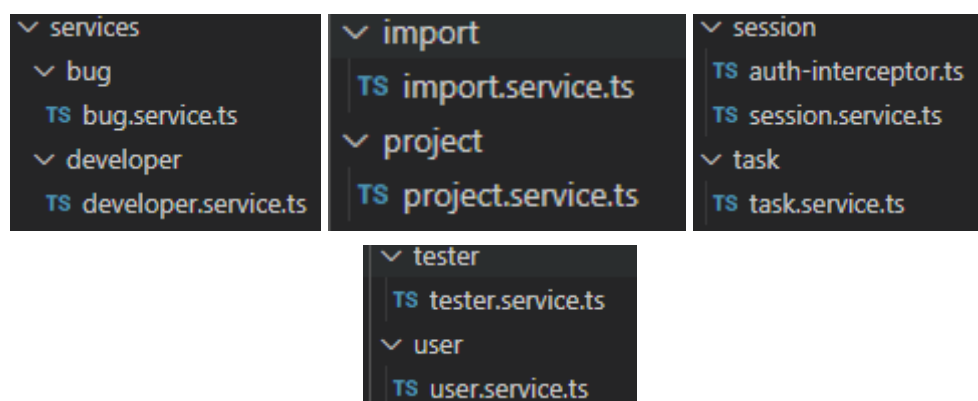 services
bug
TS bug.service.ts
developer
TS developer.service.ts
import
TS import.service.ts
project
TS project.service.ts
session
TS auth-interceptor.ts
TS session.service.ts
task
TS task.service.ts
tester
TS tester.service.ts
user
TS user.service.ts